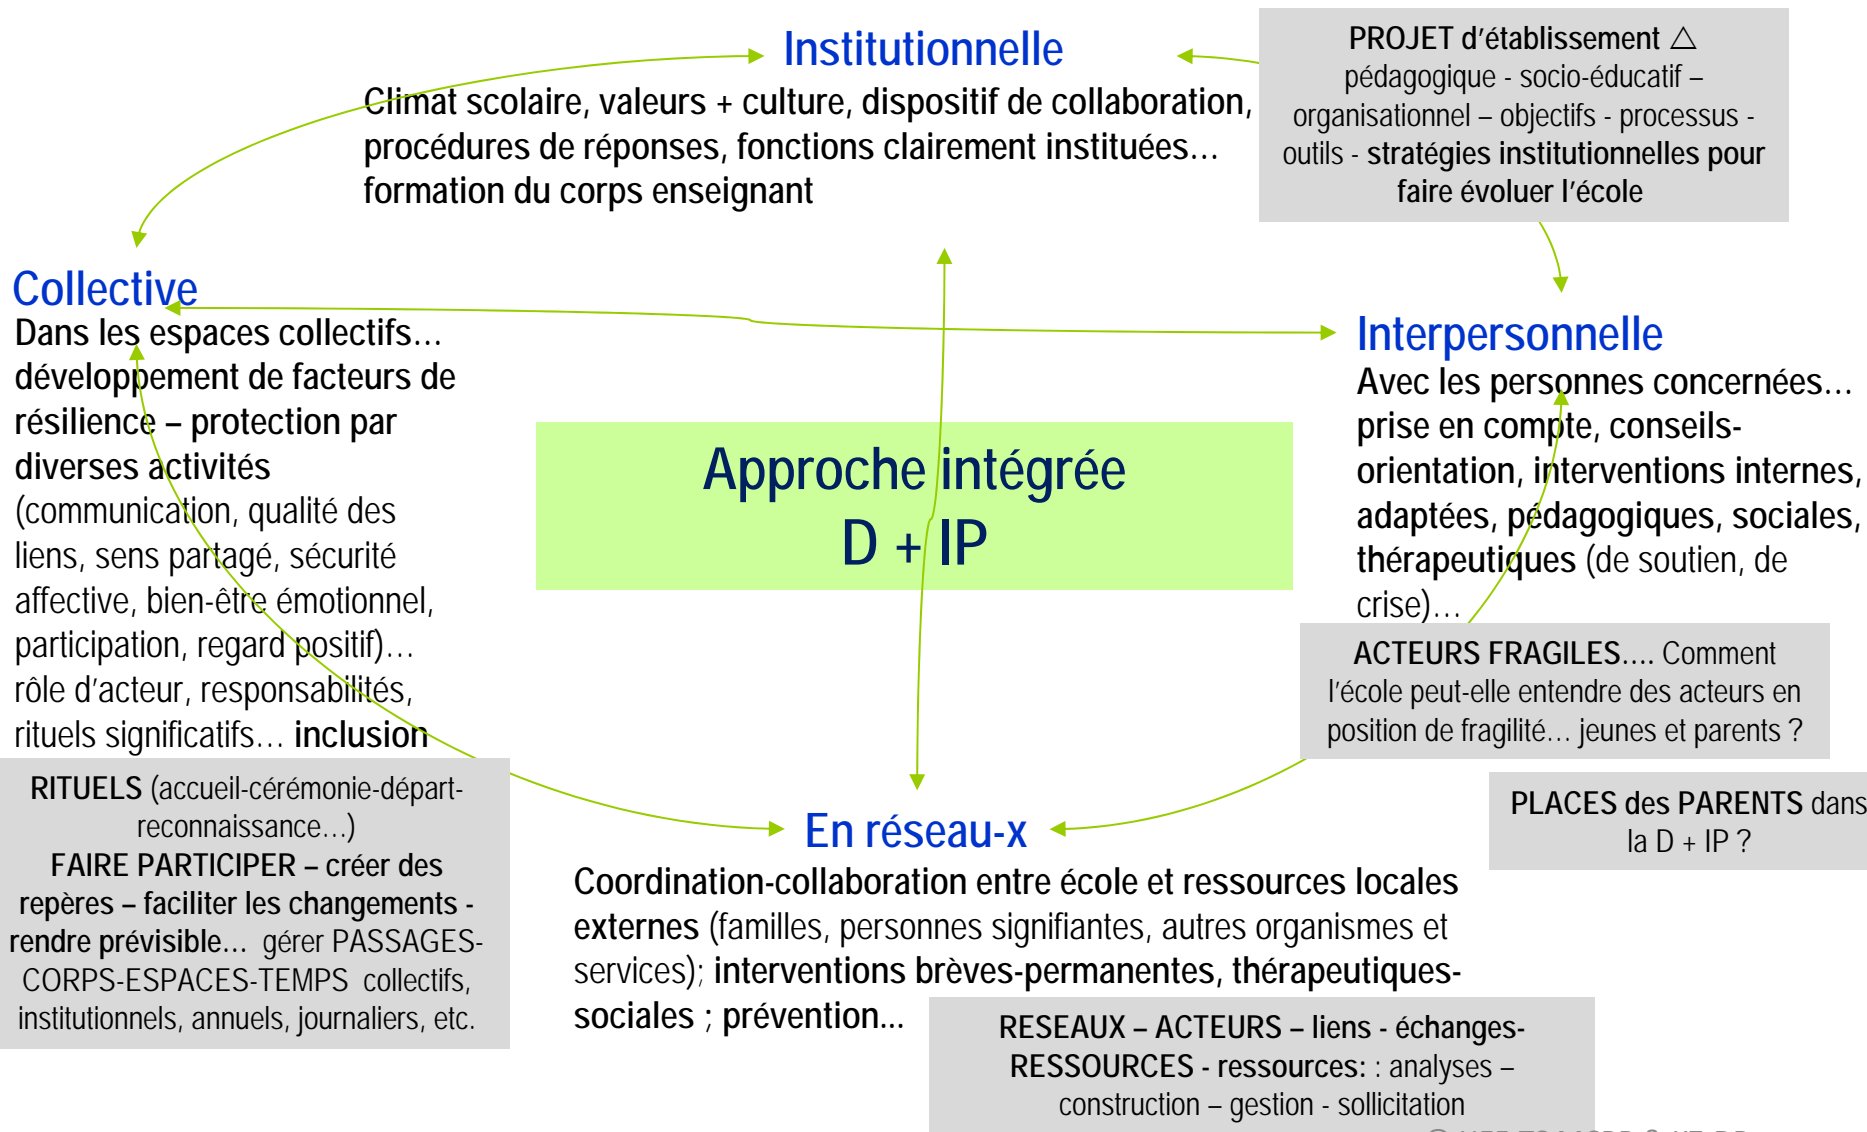 Institutionnelle
Climat scolaire, valeurs + culture, dispositif de collaboration,
procédures de réponses, fonctions clairement instituées…
formation du corps enseignant
PROJET d’établissement △
pédagogique - socio-éducatif –
organisationnel – objectifs - processus -
outils - stratégies institutionnelles pour
faire évoluer l’école
Collective
Dans les espaces collectifs…
développement de facteurs de
résilience – protection par
diverses activités
(communication, qualité des
liens, sens partagé, sécurité
affective, bien-être émotionnel,
participation, regard positif)…
rôle d’acteur, responsabilités,
rituels significatifs… inclusion
RITUELS (accueil-cérémonie-départ-
reconnaissance…)
FAIRE PARTICIPER – créer des
repères – faciliter les changements -
rendre prévisible… gérer PASSAGES-
CORPS-ESPACES-TEMPS collectifs,
institutionnels, annuels, journaliers, etc.
Approche intégrée
D + IP
Interpersonnelle
Avec les personnes concernées…
prise en compte, conseils-
orientation, interventions internes,
adaptées, pédagogiques, sociales,
thérapeutiques (de soutien, de
crise)…
ACTEURS FRAGILES…. Comment
l’école peut-elle entendre des acteurs en
position de fragilité… jeunes et parents ?
PLACES des PARENTS dans
la D + IP ?
En réseau-x
Coordination-collaboration entre école et ressources locales
externes (familles, personnes signifiantes, autres organismes et
services); interventions brèves-permanentes, thérapeutiques-
sociales ; prévention...
RESEAUX – ACTEURS – liens - échanges-
RESSOURCES - ressources: : analyses –
construction – gestion - sollicitation